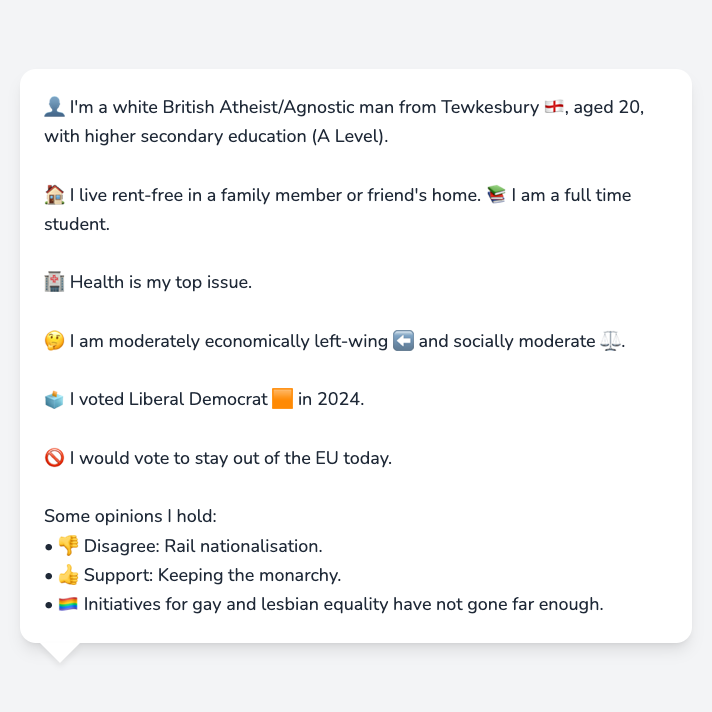 👤 I'm a white British Atheist/Agnostic man from Tewkesbury 🏴󠁧󠁢󠁥󠁮󠁧󠁿, aged 20,
with higher secondary education (A Level).
🏠 I live rent-free in a family member or friend's home. 📚 I am a full time
student.
🏥 Health is my top issue.
🤔 I am moderately economically left-wing ⬅️ and socially moderate ⚖️.
🗳️ I voted Liberal Democrat 🟧 in 2024.
🚫 I would vote to stay out of the EU today.
Some opinions I hold:
• 👎 Disagree: Rail nationalisation.
• 👍 Support: Keeping the monarchy.
• 🏳️‍🌈 Initiatives for gay and lesbian equality have not gone far enough.